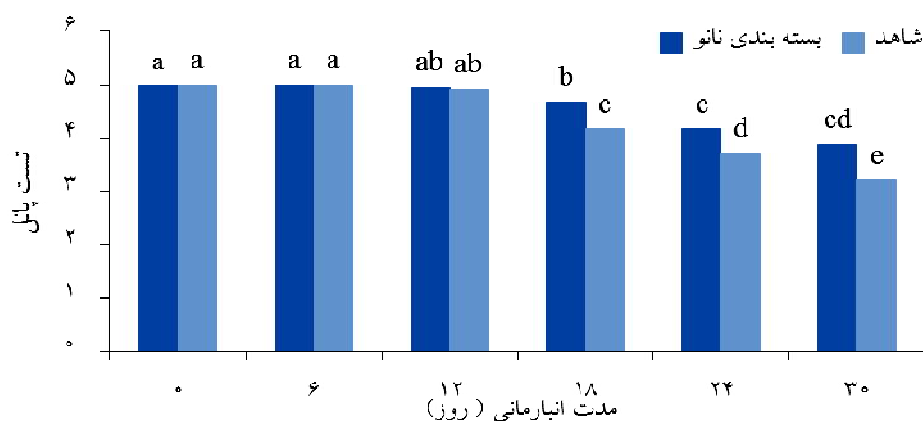 ۶
بسته بندی نانو شاهد
a a a a ab ab b c c d cd e
۵
۴
۳
۲
۱
۰
تست پانل
۰ ۶ ۱۲ ۱۸ ۲۴ ۳۰
مدت انبارمانی ( روز)